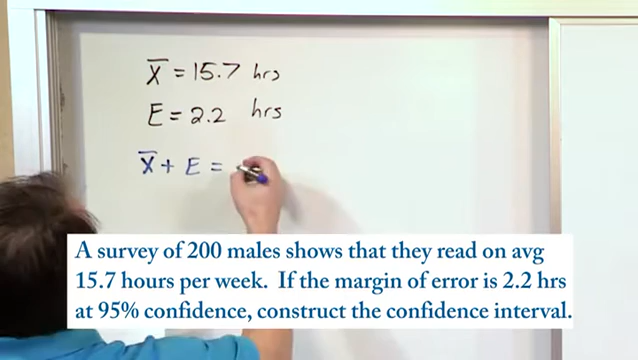 X̄ = 15.7 hrs
E = 2.2 hrs
X̄ + E =
A survey of 200 males shows that they read on avg
15.7 hours per week. If the margin of error is 2.2 hrs
at 95% confidence, construct the confidence interval.